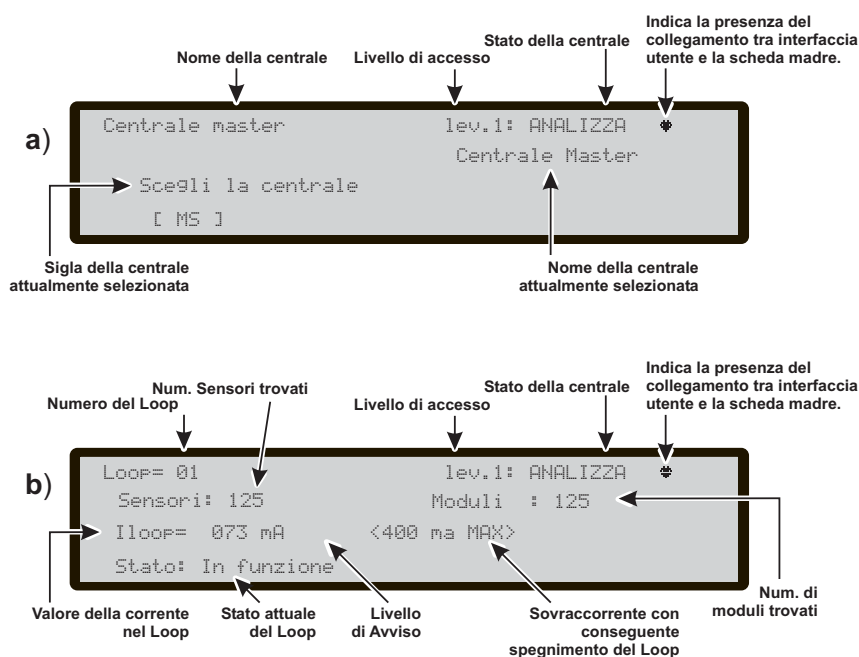 Nome della centrale
Livello di accesso
Stato della centrale
Indica la presenza del
collegamento tra interfaccia
utente e la scheda madre.
a)
Centrale master lev.1: ANALIZZA
Centrale Master
Scegli la centrale
[ MS ]
Sigla della centrale
attualmente selezionata
Nome della centrale
attualmente selezionata
Numero del Loop
Num. Sensori trovati
Livello di accesso
Stato della centrale
Indica la presenza del
collegamento tra interfaccia
utente e la scheda madre.
b)
Loop= 01 lev.1: ANALIZZA
Sensori: 125 Moduli : 125
Iloop= 073 mA <400 ma MAX>
Stato: In funzione
Valore della corrente
nel Loop
Stato attuale
del Loop
Livello
di Avviso
Sovraccorrente con
conseguente
spegnimento del Loop
Num. di
moduli trovati